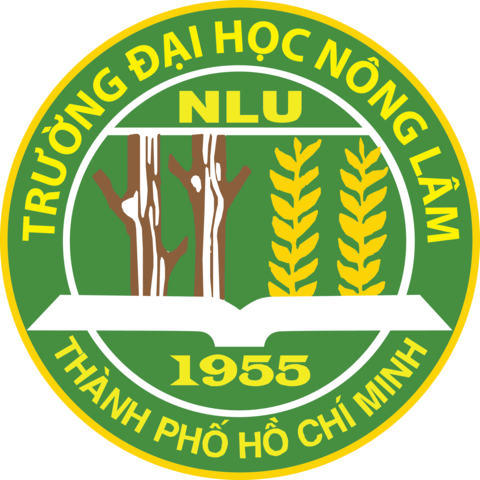 TRƯỜNG ĐẠI HỌC NÔNG LÂM
NLU
1955
THÀNH PHỐ HỒ CHÍ MINH